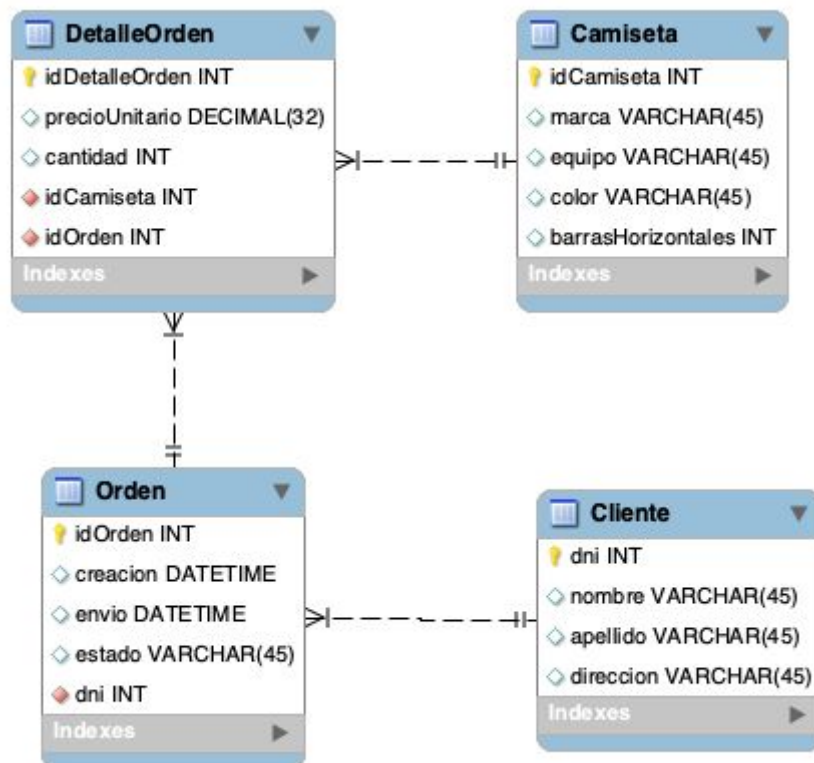 DetalleOrden
idDetalleOrden INT
precioUnitario DECIMAL(32)
cantidad INT
idCamiseta INT
idOrden INT
Indexes
Camiseta
idCamiseta INT
marca VARCHAR(45)
equipo VARCHAR(45)
color VARCHAR(45)
barrasHorizontales INT
Indexes
Orden
idOrden INT
creacion DATETIME
envio DATETIME
estado VARCHAR(45)
dni INT
Indexes
Cliente
dni INT
nombre VARCHAR(45)
apellido VARCHAR(45)
direccion VARCHAR(45)
Indexes